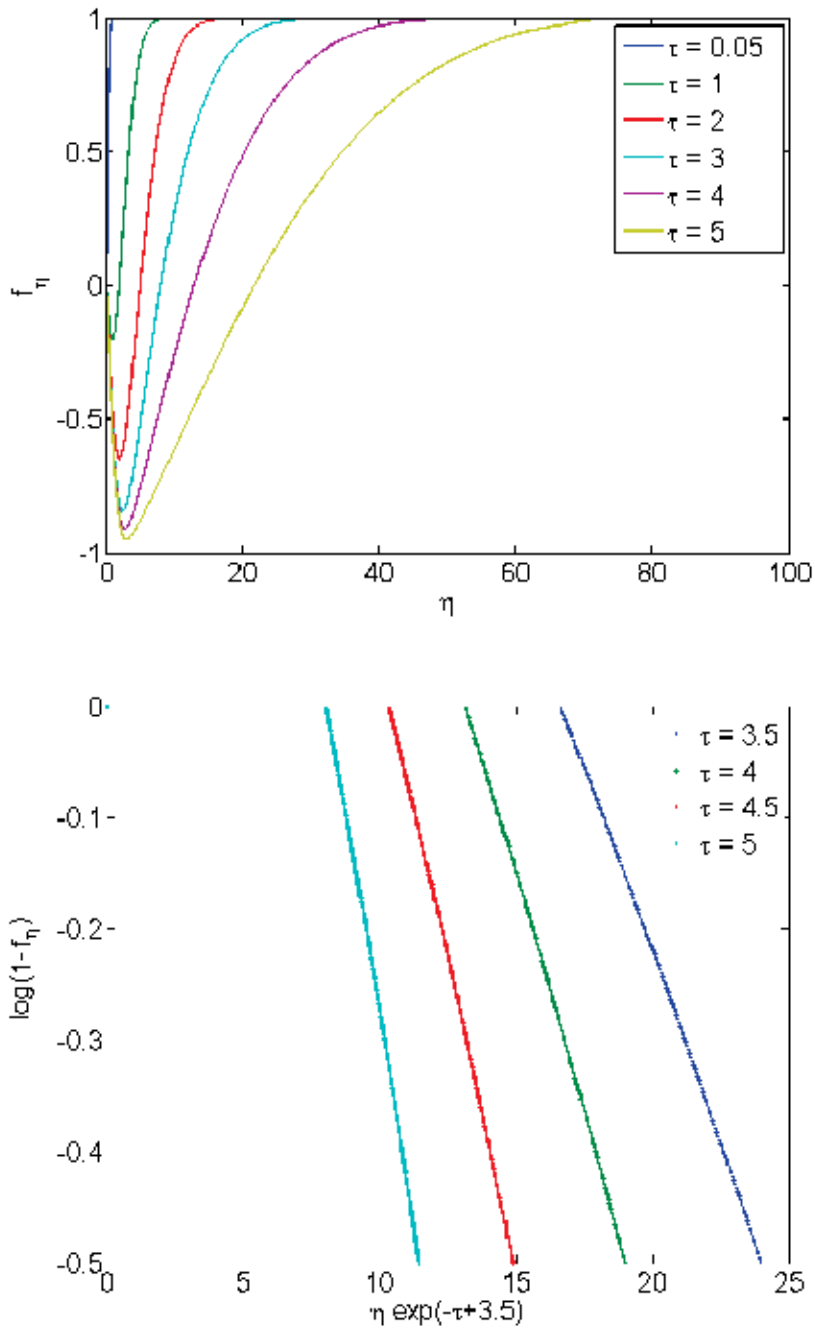 1
0.5
0
-0.5
-1
f_η
0 20 40 60 80 100
η
τ = 0.05
τ = 1
τ = 2
τ = 3
τ = 4
τ = 5
0
-0.1
-0.2
-0.3
-0.4
-0.5
log(1-f_η)
0 5 10 15 20 25
η exp(-τ+3.5)
τ = 3.5
τ = 4
τ = 4.5
τ = 5